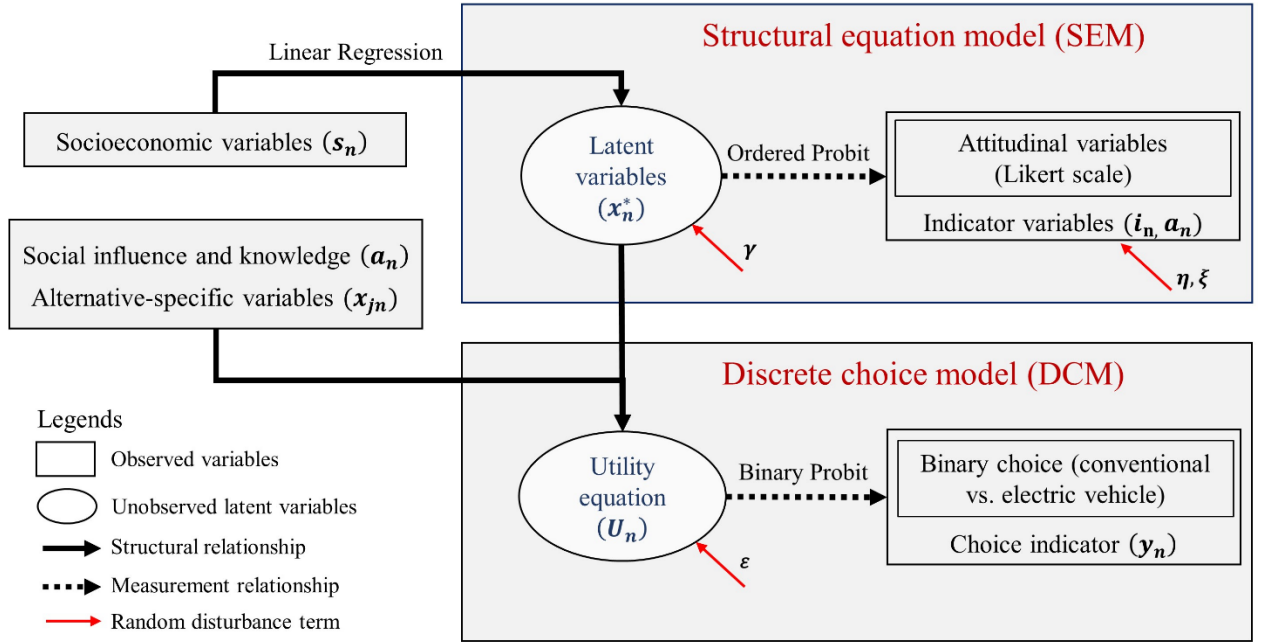 Structural equation model (SEM)
Linear Regression
Socioeconomic variables (sₙ)
Latent
variables
(xₙ*)
Ordered Probit
Attitudinal variables
(Likert scale)
Indicator variables (iₙ, aₙ)
γ
η, ξ
Social influence and knowledge (aₙ)
Alternative-specific variables (xⱼₙ)
Discrete choice model (DCM)
Utility
equation
(Uₙ)
Binary Probit
Binary choice (conventional
vs. electric vehicle)
Choice indicator (yₙ)
ε
Legends
Observed variables
Unobserved latent variables
Structural relationship
Measurement relationship
Random disturbance term